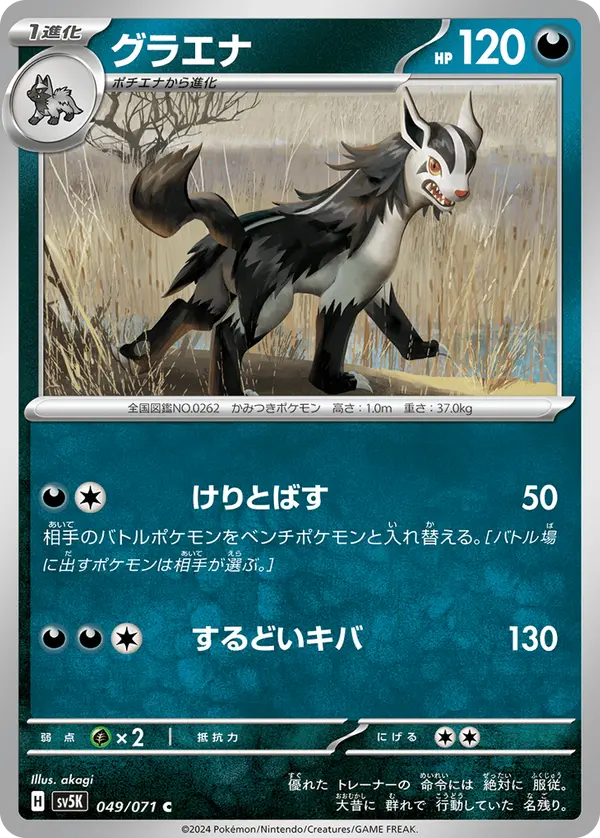 1進化
グラエナ
HP 120
ポチエナから進化
全国図鑑NO.0262 かみつきポケモン 高さ：1.0m 重さ：37.0kg
けりとばす 50
相手のバトルポケモンをベンチポケモンと入れ替える。[バトル場
に出すポケモンは相手が選ぶ。]
するどいキバ 130
弱点 ×2 抵抗力 にげる
Illus. akagi
H sv5K 049/071 C
優れた トレーナーの 命令には 絶対に 服従。
大昔に 群れで 行動していた 名残り。
©2024 Pokémon/Nintendo/Creatures/GAME FREAK.